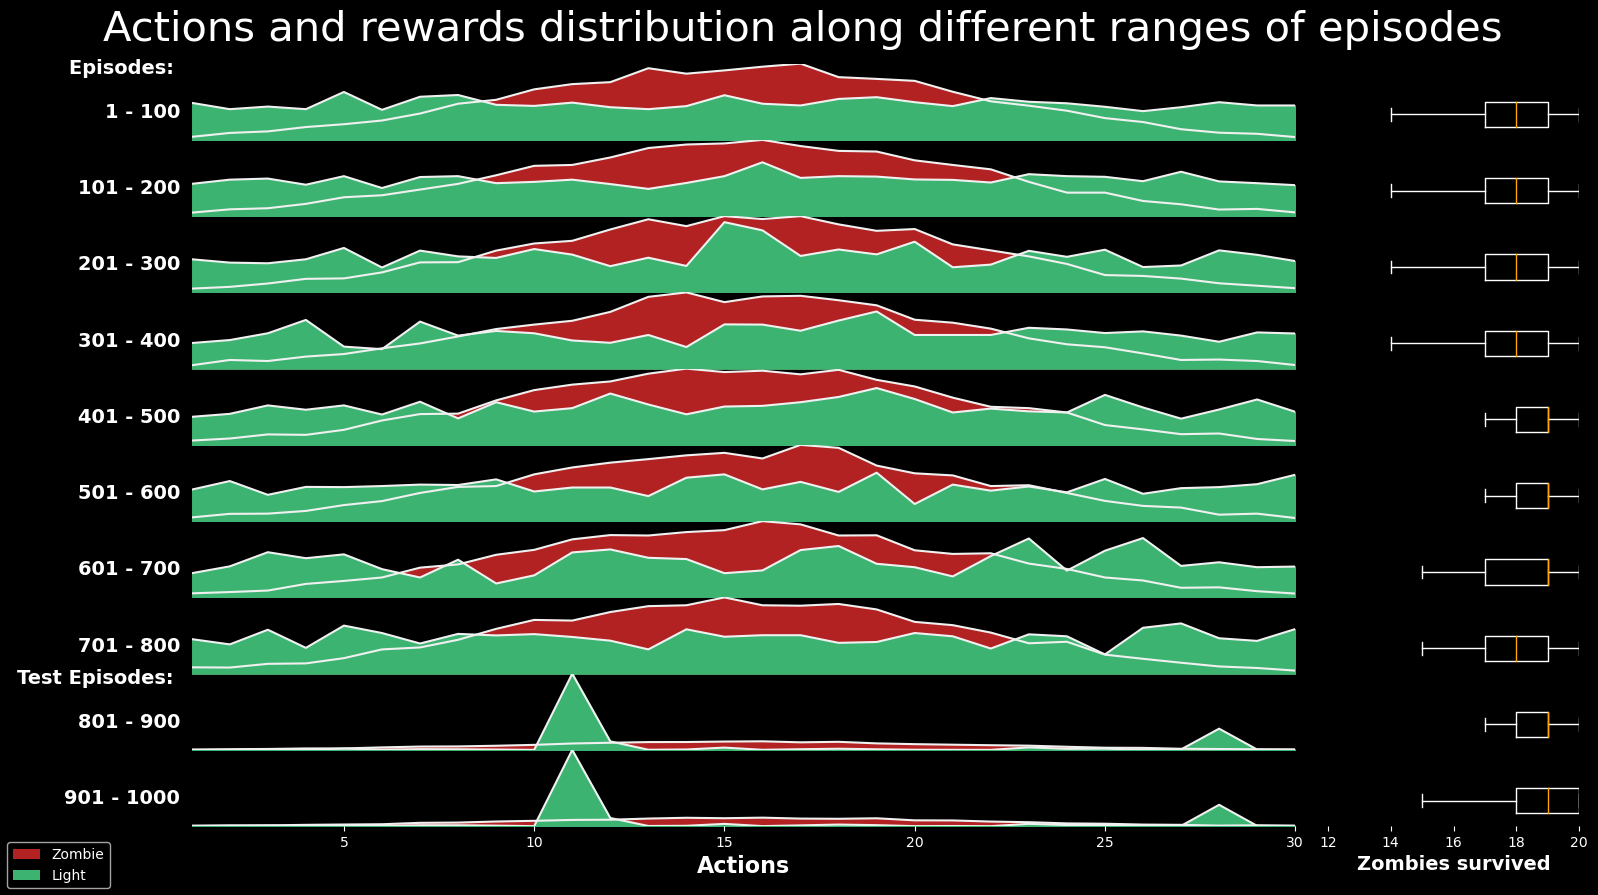 Actions and rewards distribution along different ranges of episodes
Episodes:
1 - 100
101 - 200
201 - 300
301 - 400
401 - 500
501 - 600
601 - 700
701 - 800
Test Episodes:
801 - 900
901 - 1000
5 10 15 20 25 30 12 14 16 18 20
Actions
Zombies survived
Zombie
Light